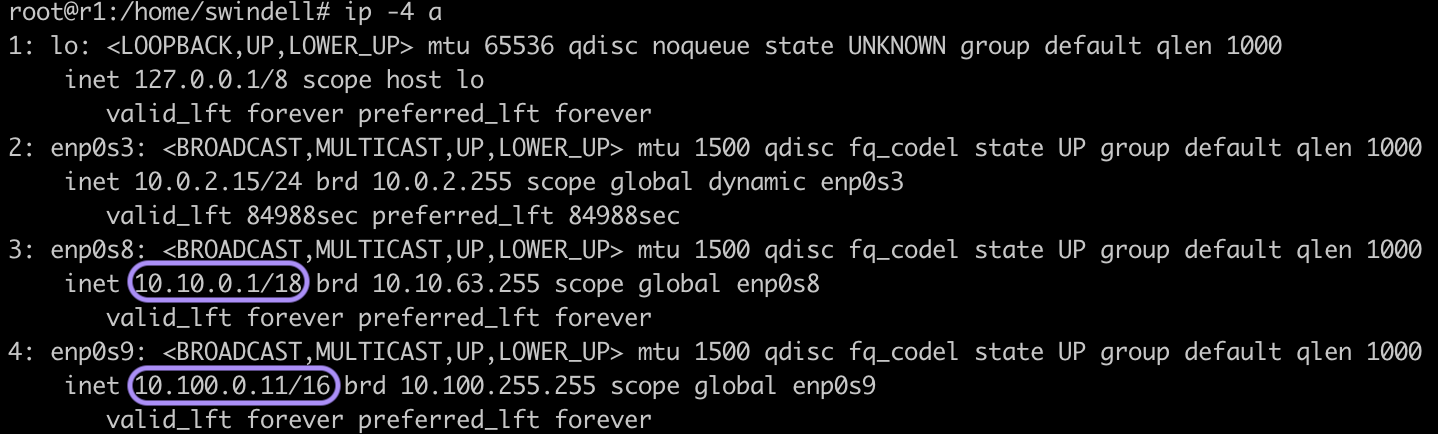 root@r1:/home/swindell# ip -4 a
1: lo: <LOOPBACK,UP,LOWER_UP> mtu 65536 qdisc noqueue state UNKNOWN group default qlen 1000
    inet 127.0.0.1/8 scope host lo
       valid_lft forever preferred_lft forever
2: enp0s3: <BROADCAST,MULTICAST,UP,LOWER_UP> mtu 1500 qdisc fq_codel state UP group default qlen 1000
    inet 10.0.2.15/24 brd 10.0.2.255 scope global dynamic enp0s3
       valid_lft 84988sec preferred_lft 84988sec
3: enp0s8: <BROADCAST,MULTICAST,UP,LOWER_UP> mtu 1500 qdisc fq_codel state UP group default qlen 1000
    inet 10.10.0.1/18 brd 10.10.63.255 scope global enp0s8
       valid_lft forever preferred_lft forever
4: enp0s9: <BROADCAST,MULTICAST,UP,LOWER_UP> mtu 1500 qdisc fq_codel state UP group default qlen 1000
    inet 10.100.0.11/16 brd 10.100.255.255 scope global enp0s9
       valid_lft forever preferred_lft forever